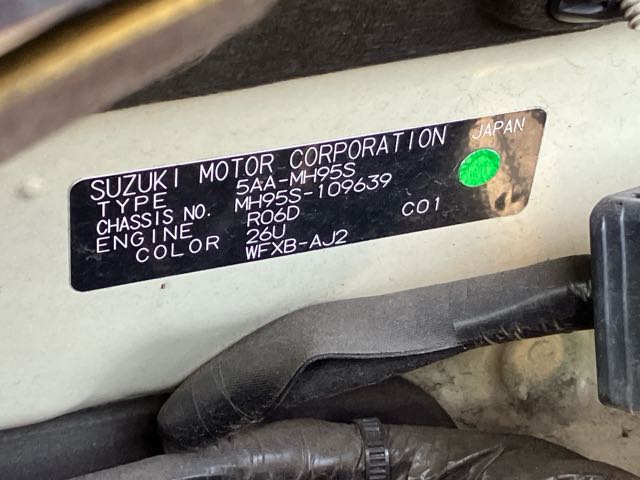 SUZUKI MOTOR CORPORATION JAPAN
TYPE 5AA-MH95S
CHASSIS NO. MH95S-109639
ENGINE R06D C01
COLOR 26U
WFXB-AJ2